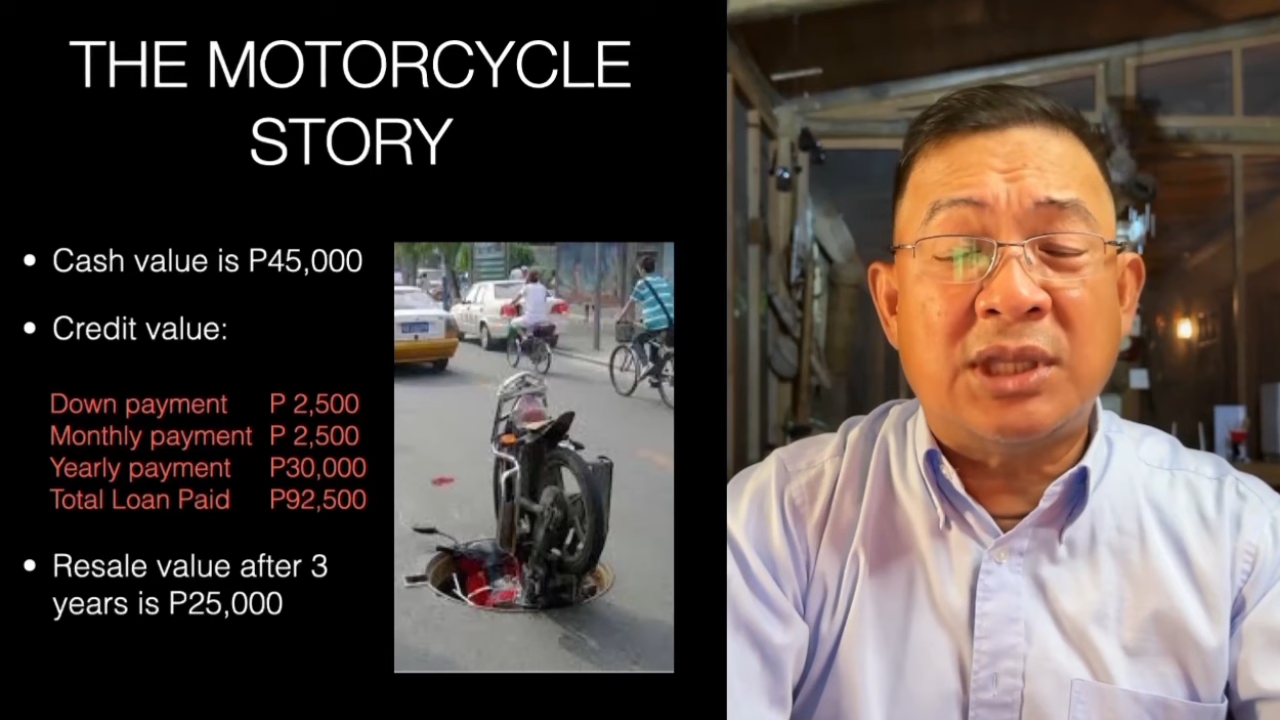 THE MOTORCYCLE
STORY
• Cash value is P45,000
• Credit value:
Down payment P 2,500
Monthly payment P 2,500
Yearly payment P30,000
Total Loan Paid P92,500
• Resale value after 3
years is P25,000